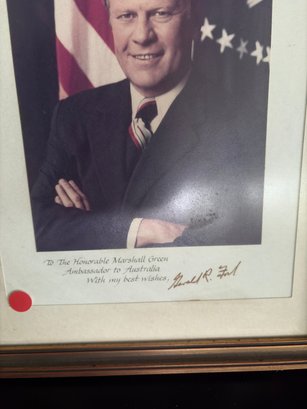 To The Honorable Marshall Green
Ambassador to Australia
With my best wishes,
Gerald R. Ford